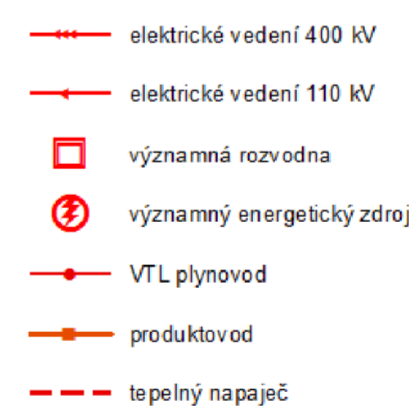 elektrické vedení 400 kV
elektrické vedení 110 kV
významná rozvodna
významný energetický zdroj
VTL plynovod
produktovod
tepelný napaječ